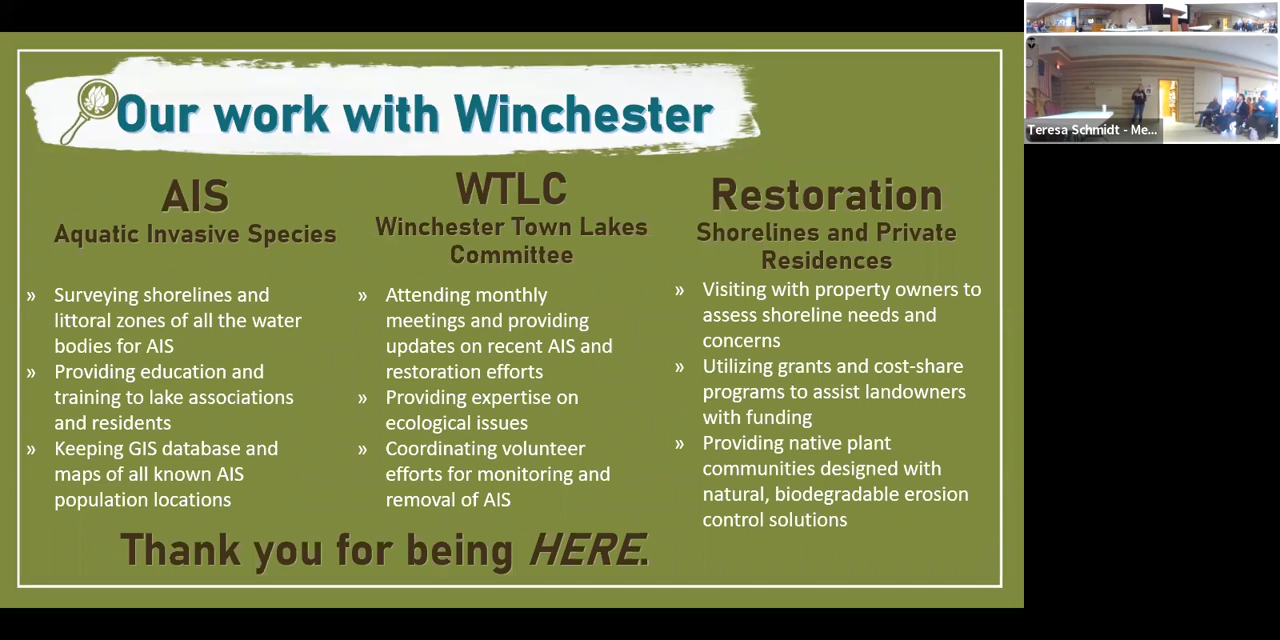 Our work with Winchester
AIS
Aquatic Invasive Species
» Surveying shorelines and
littoral zones of all the water
bodies for AIS
» Providing education and
training to lake associations
and residents
» Keeping GIS database and
maps of all known AIS
population locations
WTLC
Winchester Town Lakes
Committee
» Attending monthly
meetings and providing
updates on recent AIS and
restoration efforts
» Providing expertise on
ecological issues
» Coordinating volunteer
efforts for monitoring and
removal of AIS
Restoration
Shorelines and Private
Residences
» Visiting with property owners to
assess shoreline needs and
concerns
» Utilizing grants and cost-share
programs to assist landowners
with funding
» Providing native plant
communities designed with
natural, biodegradable erosion
control solutions
Thank you for being HERE.
Teresa Schmidt - Me...